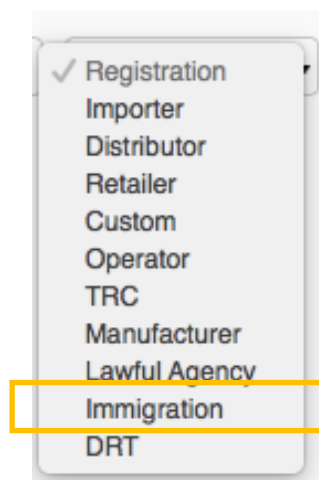 Registration
Importer
Distributor
Retailer
Custom
Operator
TRC
Manufacturer
Lawful Agency
Immigration
DRT